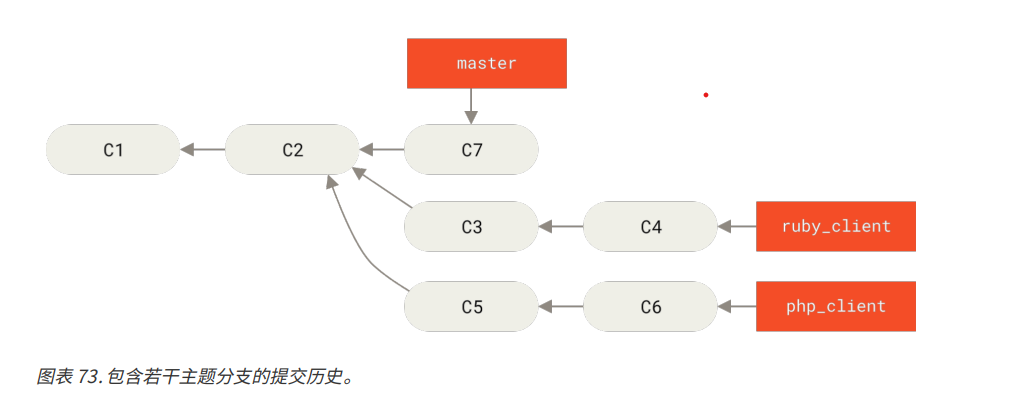 master
C1
C2
C7
C3
C4
ruby_client
C5
C6
php_client
图表 73. 包含若干主题分支的提交历史。